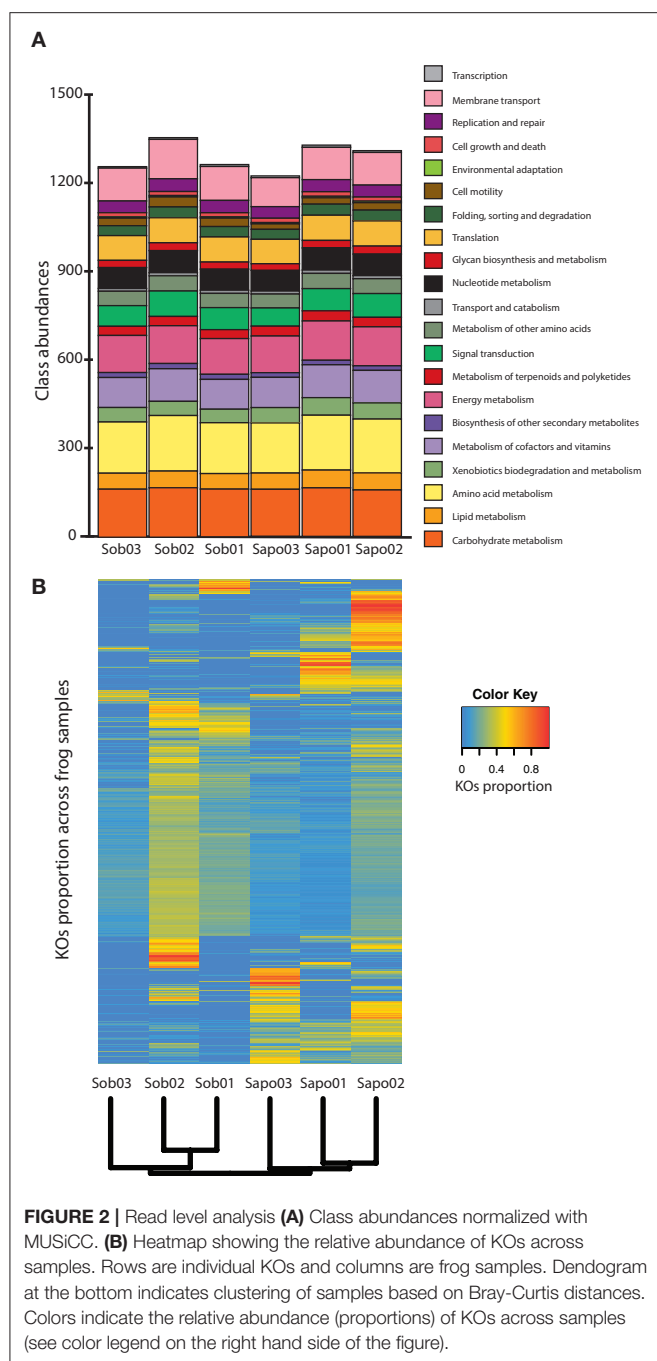 A
1500
1200
900
600
300
0
Class abundances
Sob03 Sob02 Sob01 Sapo03 Sapo01 Sapo02
Transcription
Membrane transport
Replication and repair
Cell growth and death
Environmental adaptation
Cell motility
Folding, sorting and degradation
Translation
Glycan biosynthesis and metabolism
Nucleotide metabolism
Transport and catabolism
Metabolism of other amino acids
Signal transduction
Metabolism of terpenoids and polyketides
Energy metabolism
Biosynthesis of other secondary metabolites
Metabolism of cofactors and vitamins
Xenobiotics biodegradation and metabolism
Amino acid metabolism
Lipid metabolism
Carbohydrate metabolism
B
KOs proportion across frog samples
Color Key
0 0.4 0.8
KOs proportion
Sob03 Sob02 Sob01 Sapo03 Sapo01 Sapo02
FIGURE 2 | Read level analysis (A) Class abundances normalized with
MUSiCC. (B) Heatmap showing the relative abundance of KOs across
samples. Rows are individual KOs and columns are frog samples. Dendogram
at the bottom indicates clustering of samples based on Bray-Curtis distances.
Colors indicate the relative abundance (proportions) of KOs across samples
(see color legend on the right hand side of the figure).